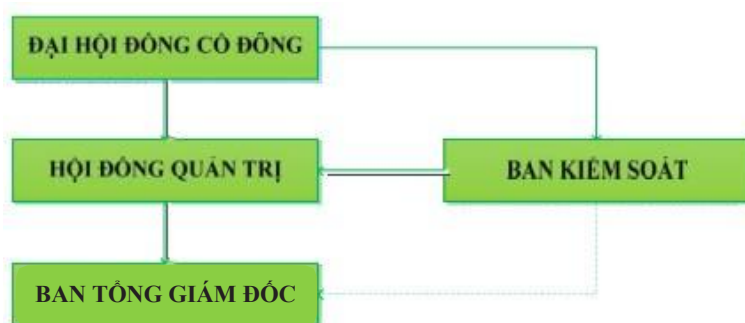 ĐẠI HỘI ĐỒNG CỔ ĐÔNG
HỘI ĐỒNG QUẢN TRỊ
BAN KIỂM SOÁT
BAN TỔNG GIÁM ĐỐC